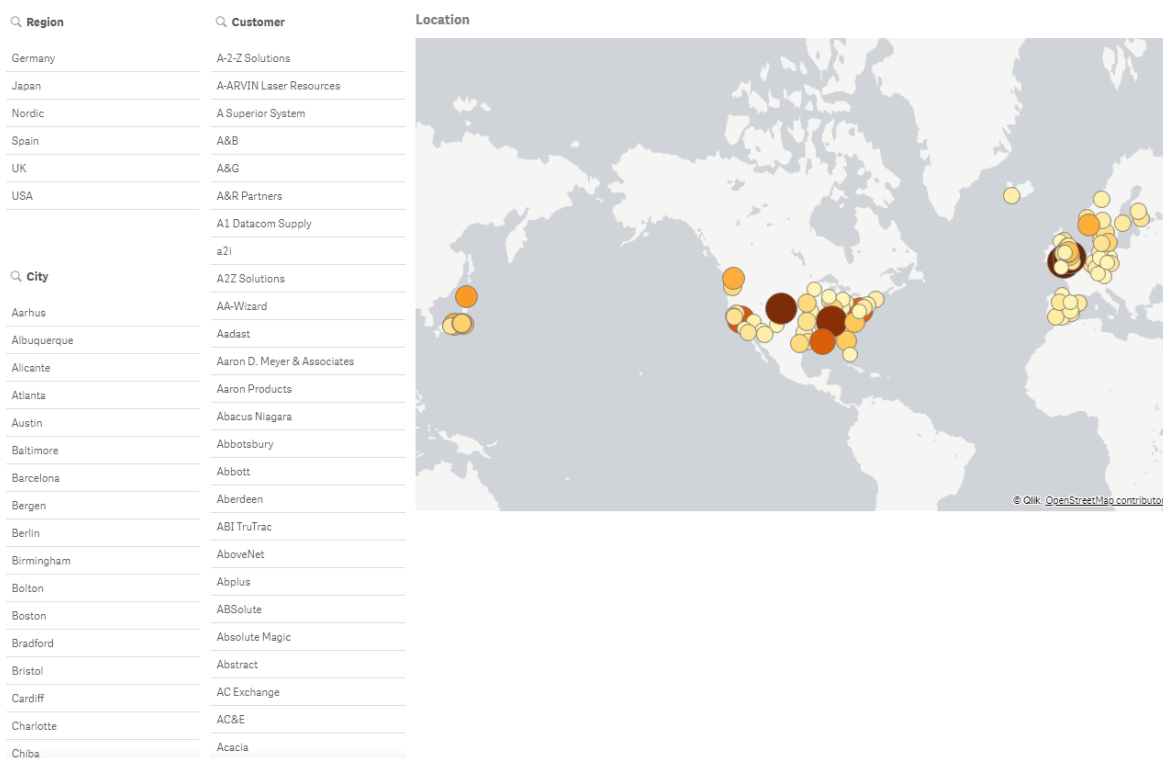 Region
Germany
Japan
Nordic
Spain
UK
USA
City
Aarhus
Albuquerque
Alicante
Atlanta
Austin
Baltimore
Barcelona
Bergen
Berlin
Birmingham
Bolton
Boston
Bradford
Bristol
Cardiff
Charlotte
Chiba
Customer
A-2-Z Solutions
A-ARVIN Laser Resources
A Superior System
A&B
A&G
A&R Partners
A1 Datacom Supply
a2i
A2Z Solutions
AA-Wizard
Aadast
Aaron D. Meyer & Associates
Aaron Products
Abacus Niagara
Abbotsbury
Abbott
Aberdeen
ABI TruTrac
AboveNet
Abplus
ABSolute
Absolute Magic
Abstract
AC Exchange
AC&E
Acacia
Location
© Qlik, OpenStreetMap contributor